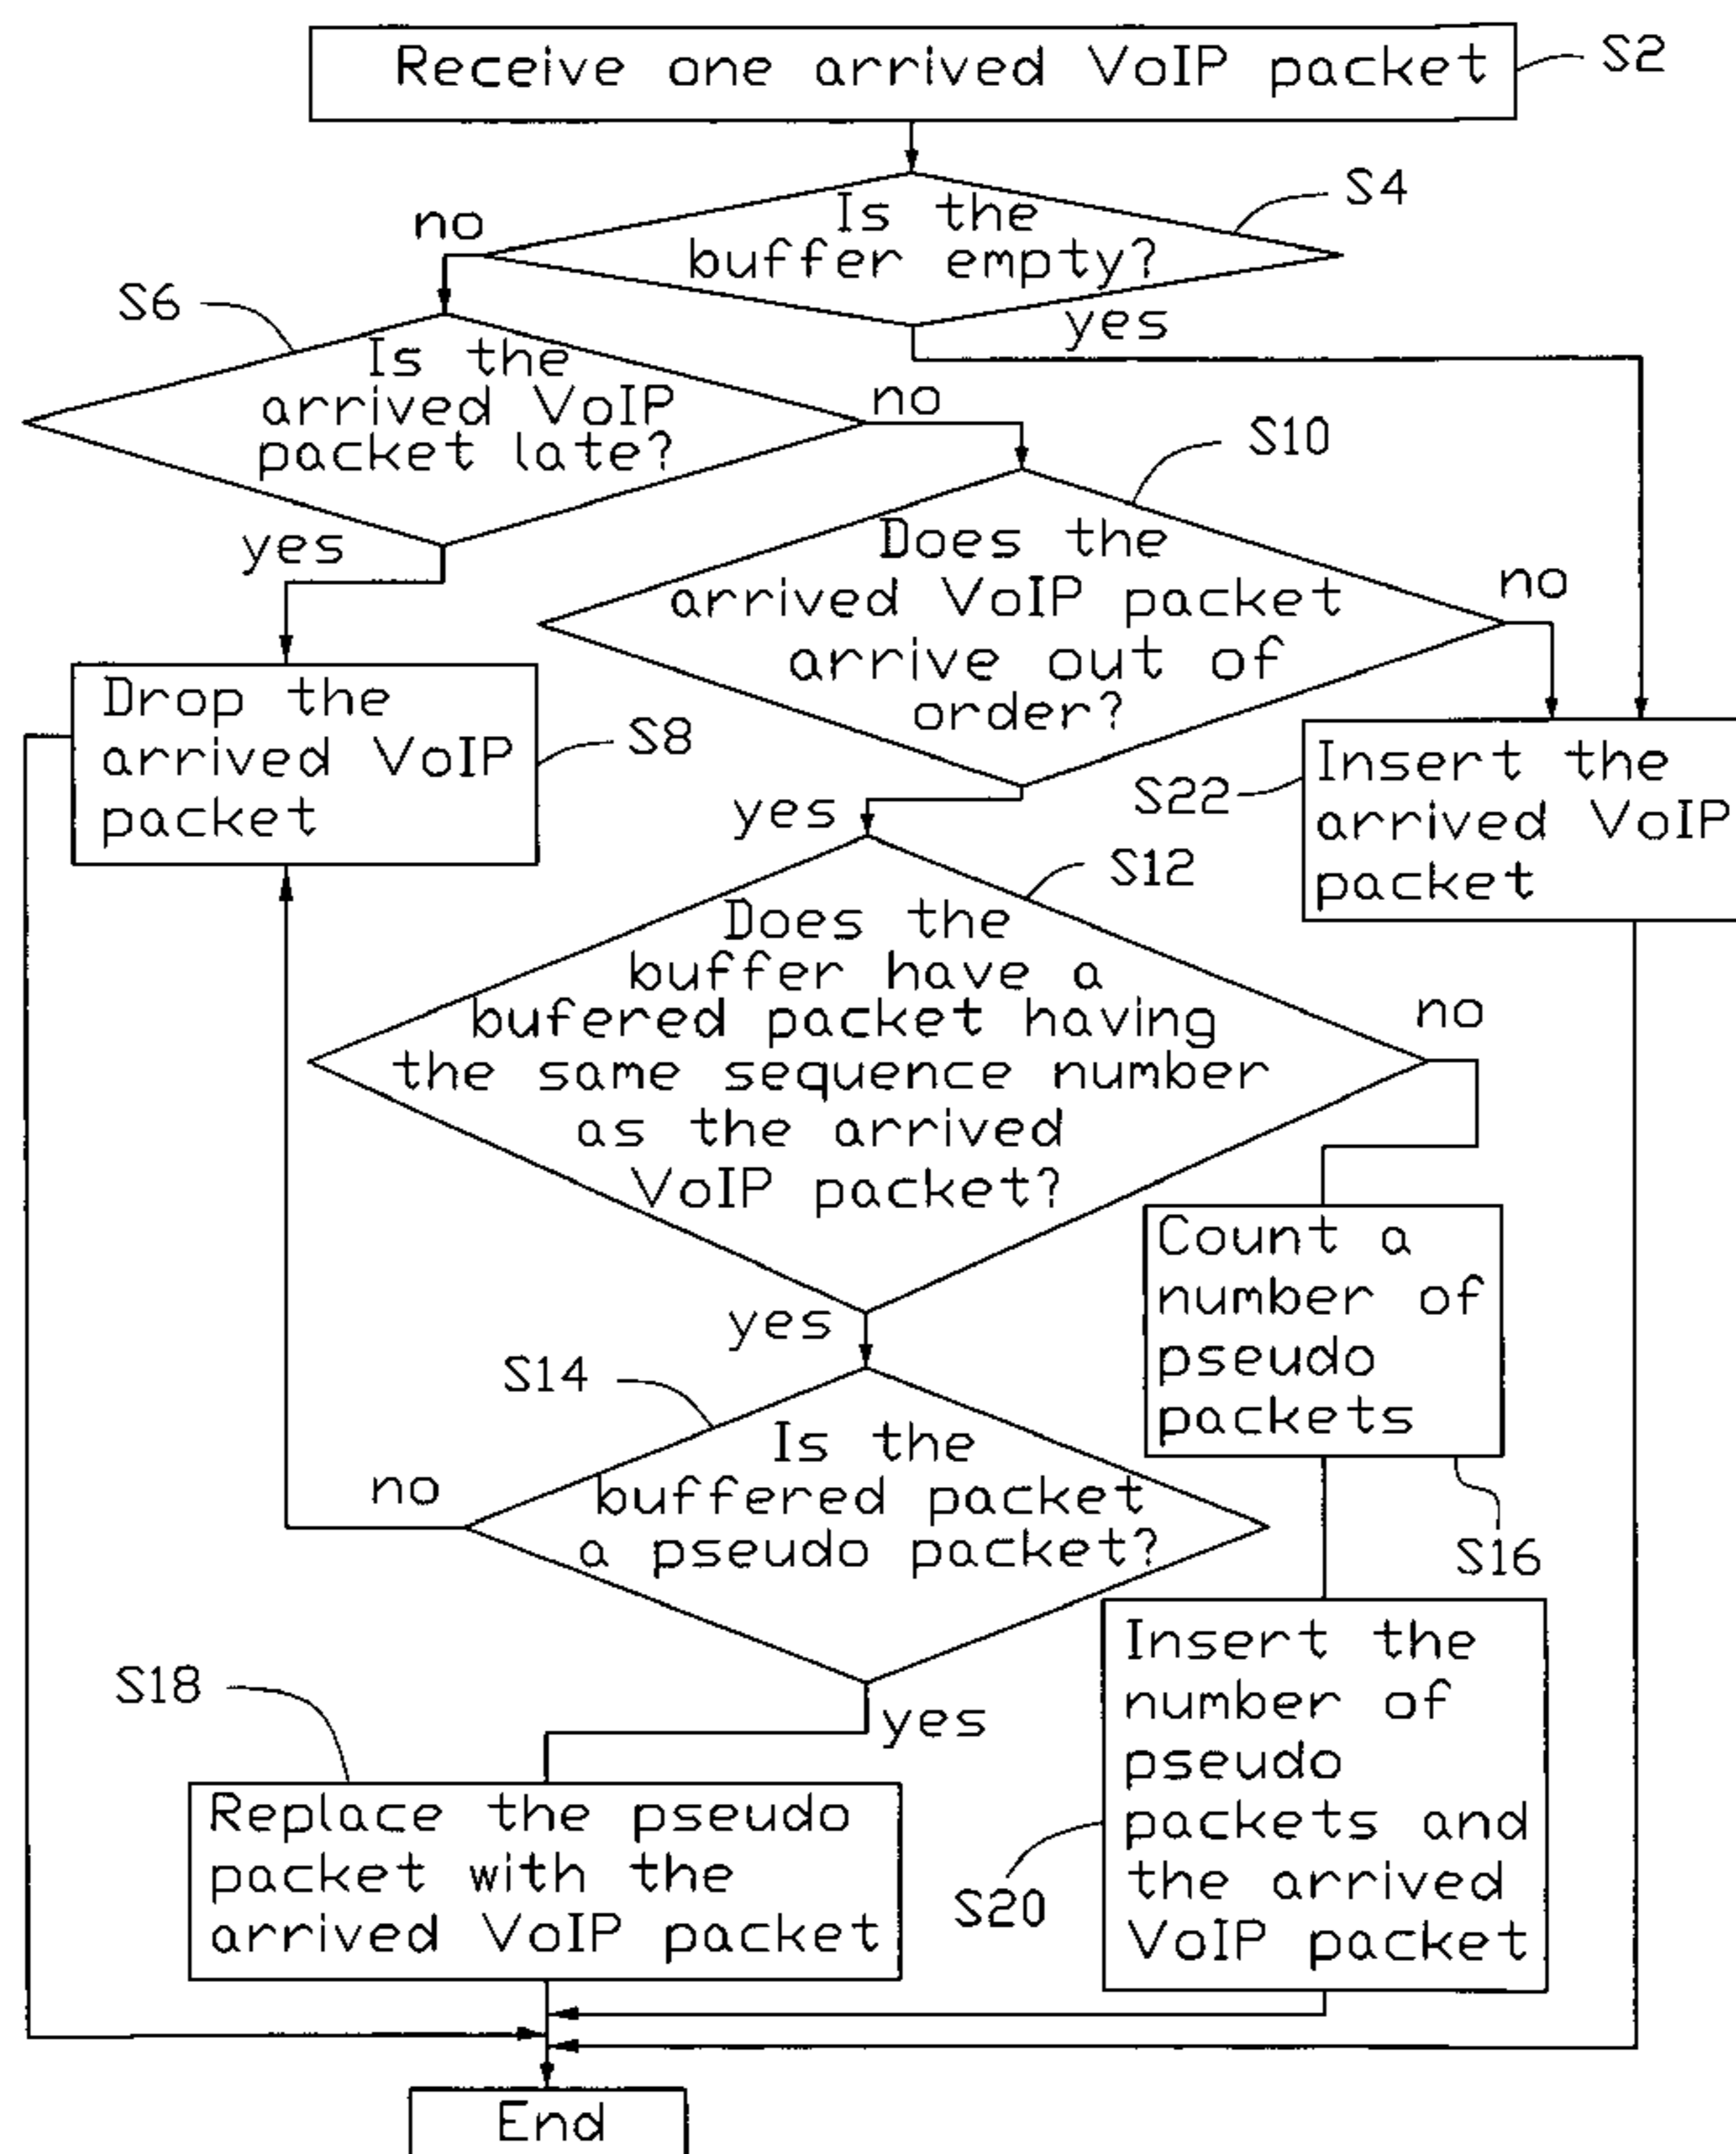 Receive one arrived VoIP packet
S2
Is the
buffer empty?
S4
no
yes
S6
Is the
arrived VoIP
packet late?
no
yes
S10
Does the
arrived VoIP packet
arrive out of
order?
no
yes
Drop the
arrived VoIP
packet
S8
S22
Insert the
arrived VoIP
packet
S12
Does the
buffer have a
bufered packet having
the same sequence number
as the arrived
VoIP packet?
no
yes
Count a
number of
pseudo
packets
S16
S14
Is the
buffered packet
a pseudo packet?
no
yes
S18
Replace the pseudo
packet with the
arrived VoIP packet
Insert the
number of
pseudo
packets and
the arrived
VoIP packet
S20
End